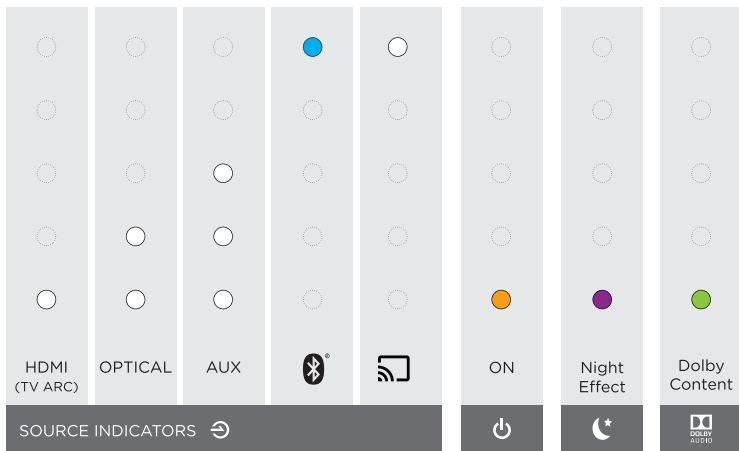 HDMI
(TV ARC)
OPTICAL
AUX
®
ON
Night
Effect
Dolby
Content
SOURCE INDICATORS
DOLBY
AUDIO